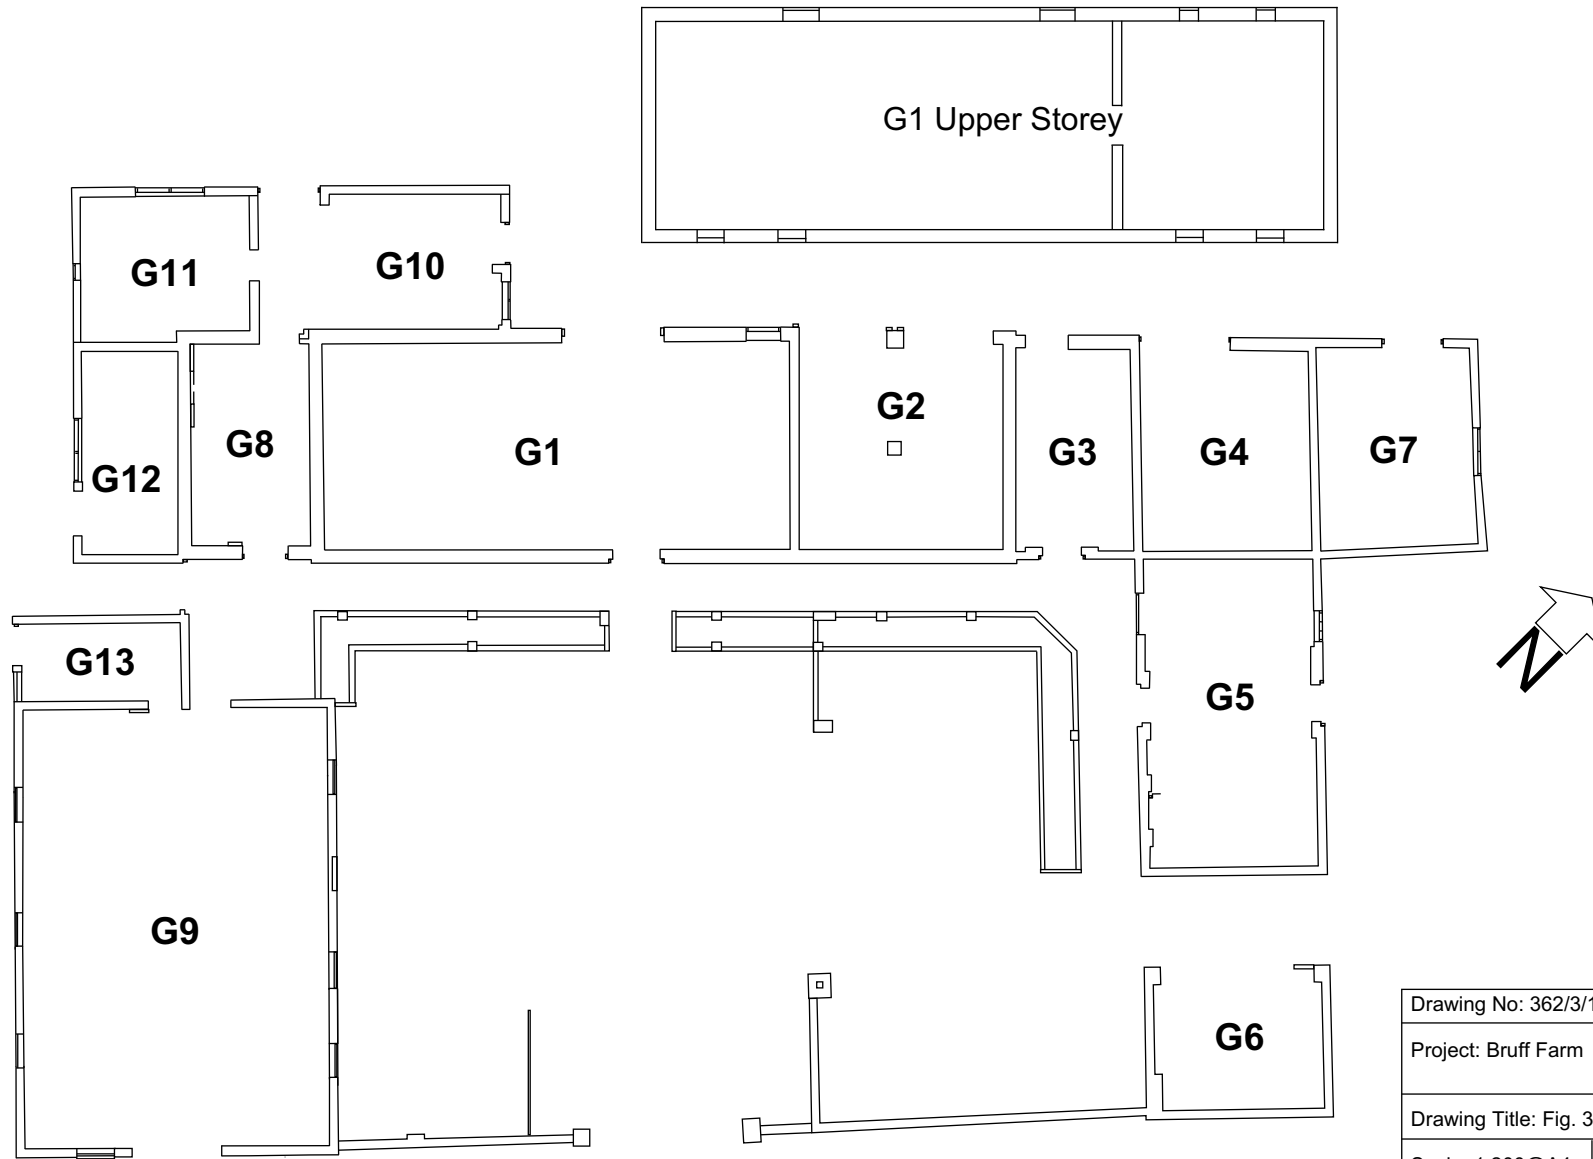 G1 Upper Storey
G11
G10
G8
G12
G1
G2
G3
G4
G7
G13
G5
G9
G6
N
Drawing No: 362/3/1
Project: Bruff Farm
Drawing Title: Fig. 3